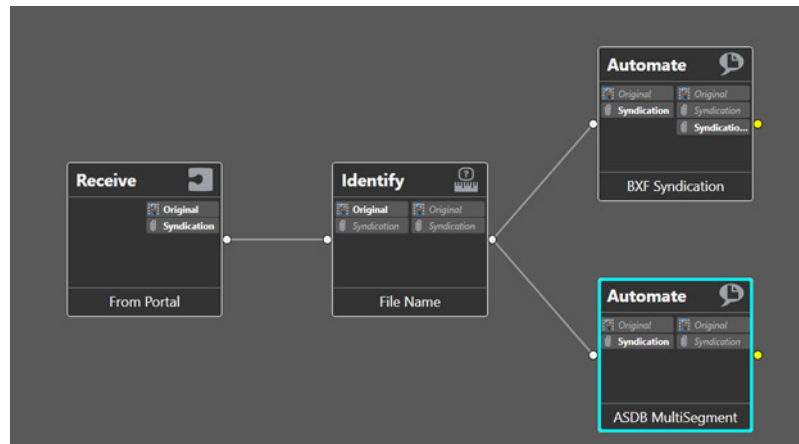 Receive
Original
Syndication
From Portal
Identify
Original Original
Syndication Syndication
File Name
Automate
Original Original
Syndication Syndication
Syndicatio...
BXF Syndication
Automate
Original Original
Syndication Syndication
ASDB MultiSegment